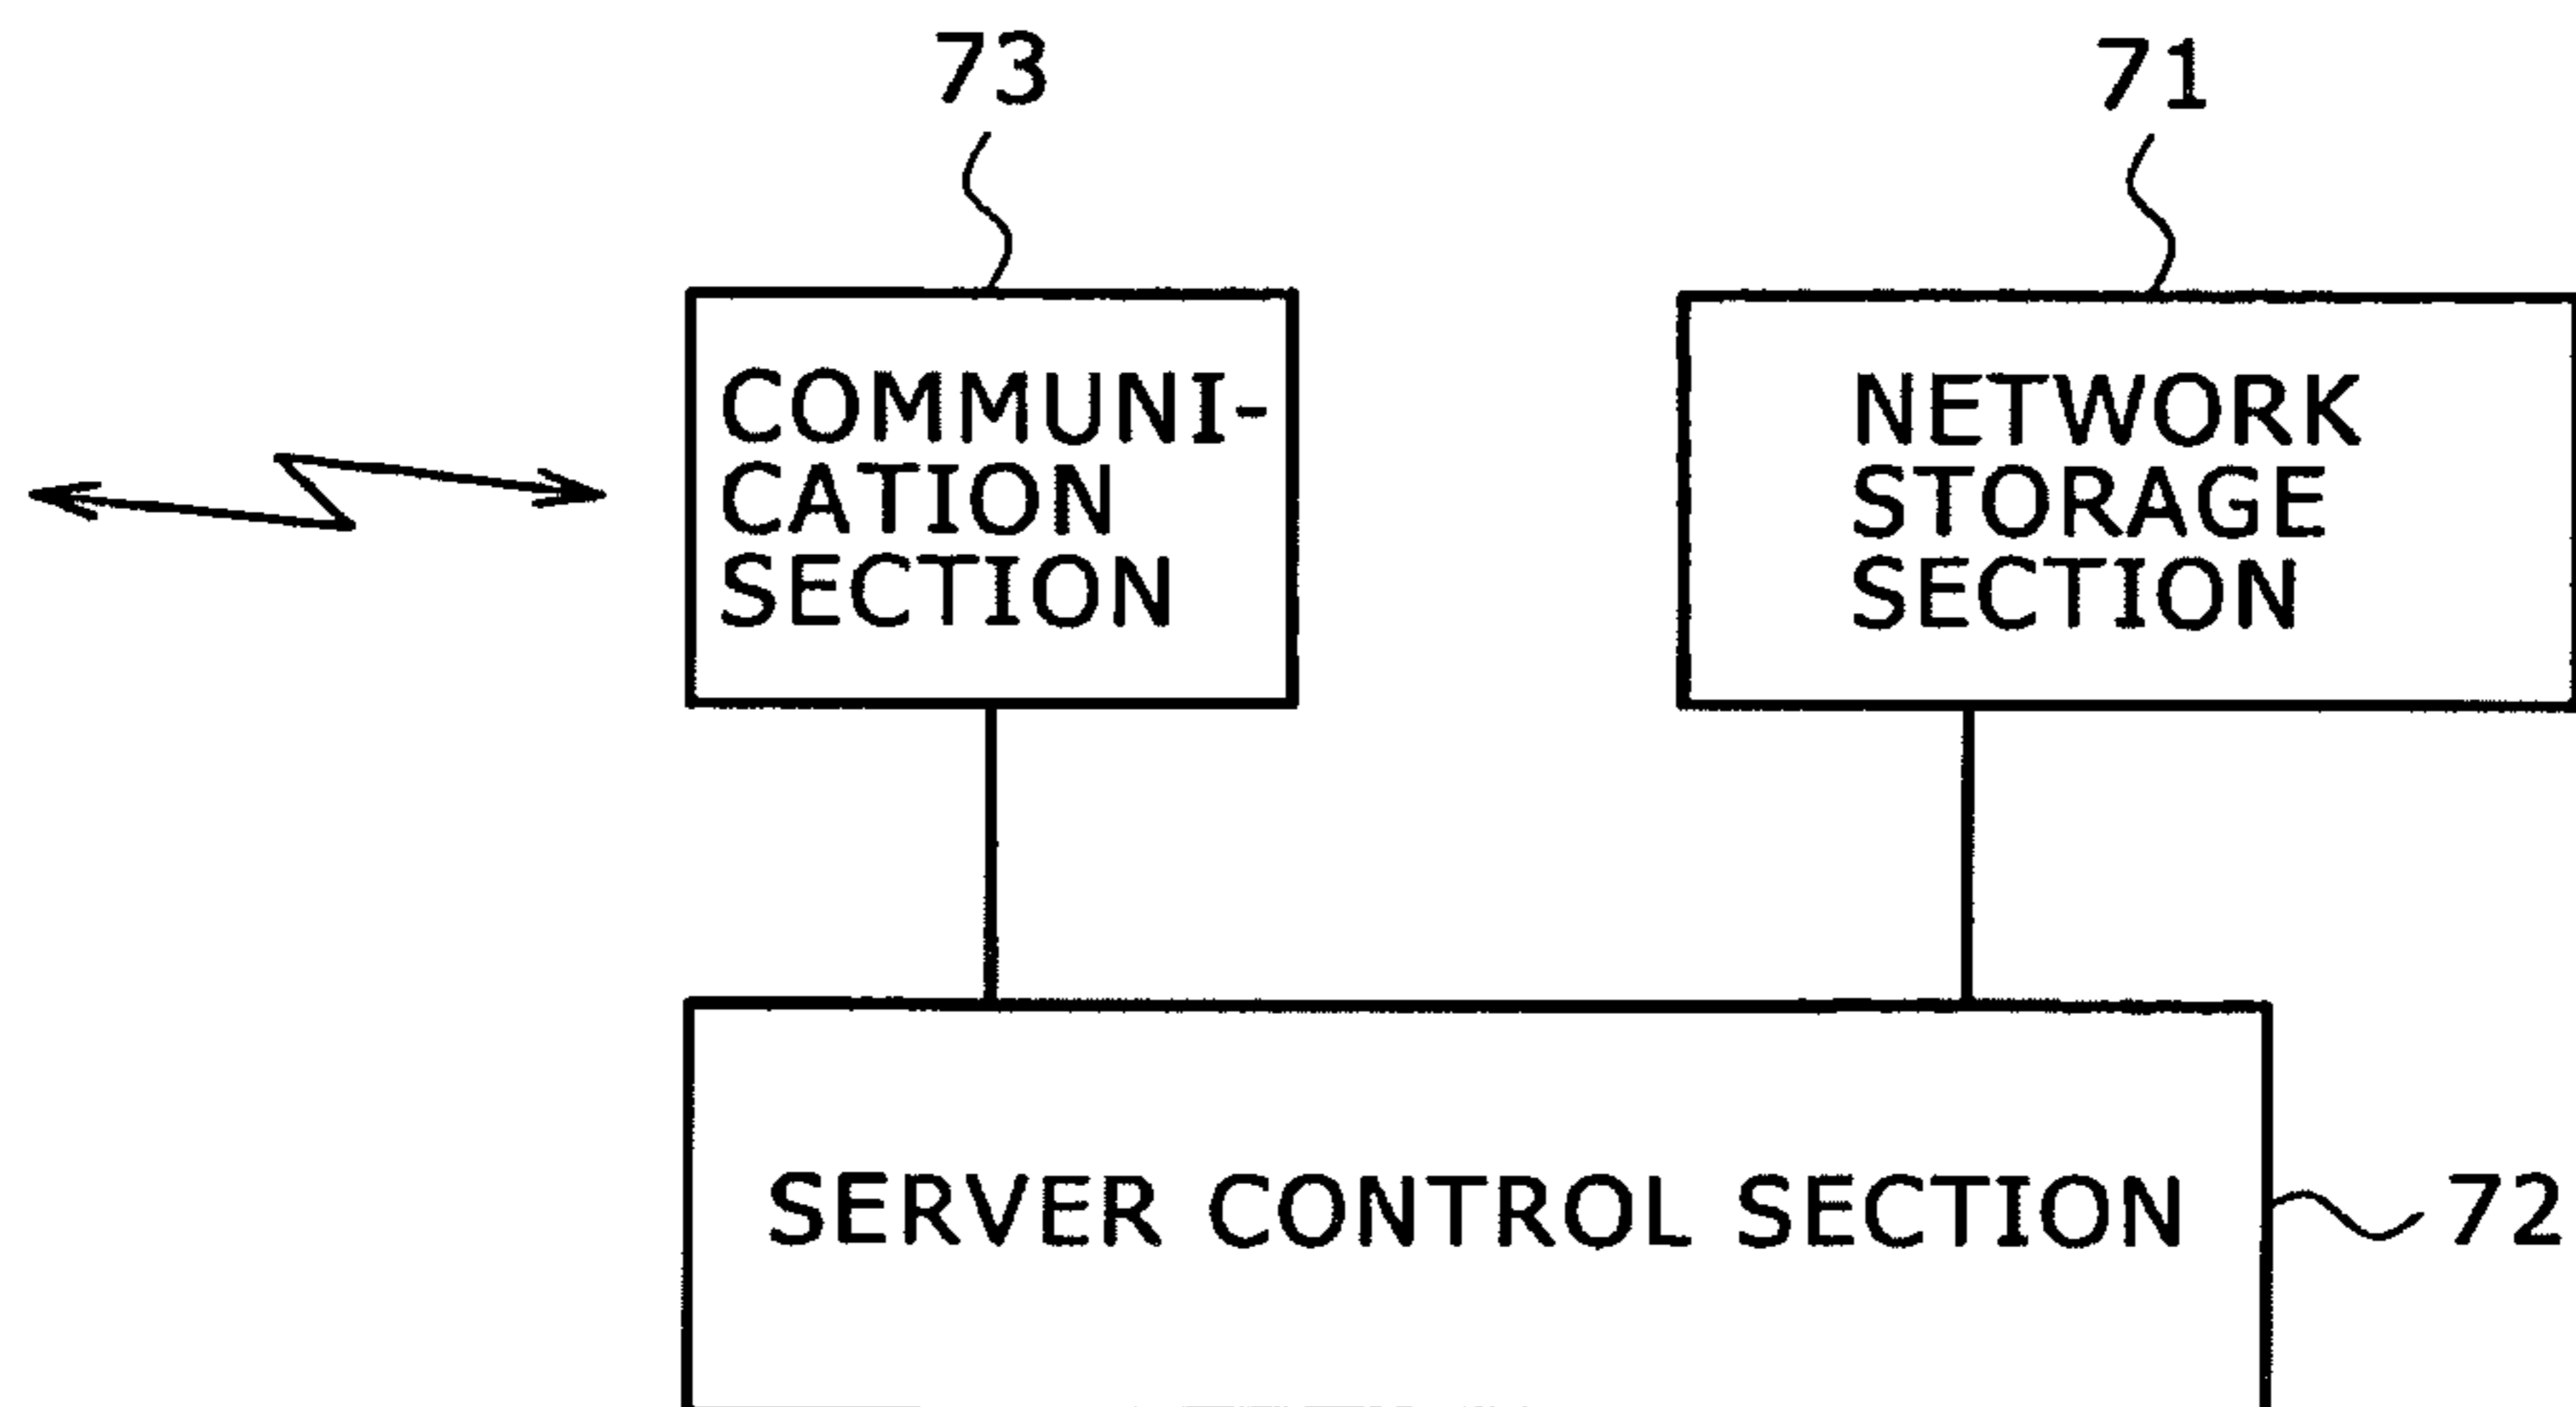 73
71
COMMUNI-
CATION
SECTION
NETWORK
STORAGE
SECTION
SERVER CONTROL SECTION
72